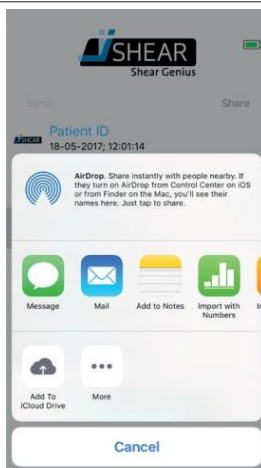 iSHEAR
Shear Genius
Sync
Share
iSHEAR
Patient ID
18-05-2017; 12:01:14
AirDrop. Share instantly with people nearby. If
they turn on AirDrop from Control Center on iOS
or from Finder on the Mac, you'll see their
names here. Just tap to share.
Message
Mail
Add to Notes
Import with
Numbers
Add To
iCloud Drive
More
Cancel